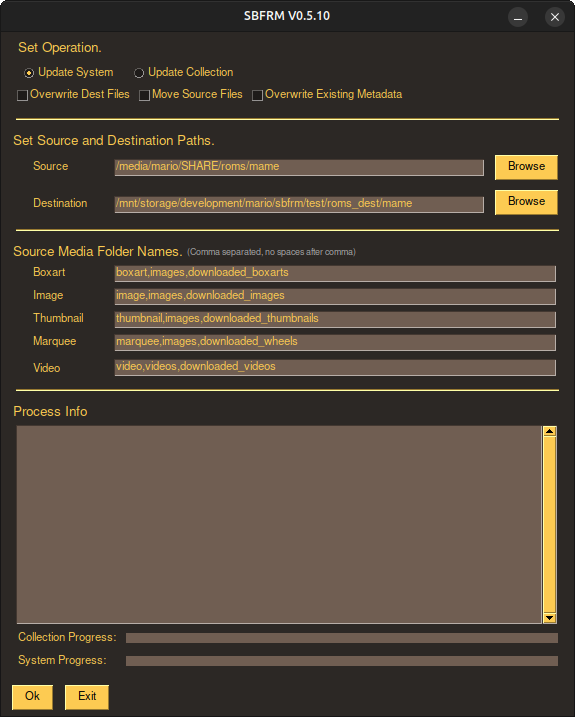 SBFRM V0.5.10
Set Operation.
Update System Update Collection
Overwrite Dest Files Move Source Files Overwrite Existing Metadata
Set Source and Destination Paths.
Source /media/mario/SHARE/roms/mame Browse
Destination /mnt/storage/development/mario/sbfrm/test/roms_dest/mame Browse
Source Media Folder Names. (Comma separated, no spaces after comma)
Boxart boxart,images,downloaded_boxarts
Image image,images,downloaded_images
Thumbnail thumbnail,images,downloaded_thumbnails
Marquee marquee,images,downloaded_wheels
Video video,videos,downloaded_videos
Process Info
Collection Progress:
System Progress:
Ok Exit